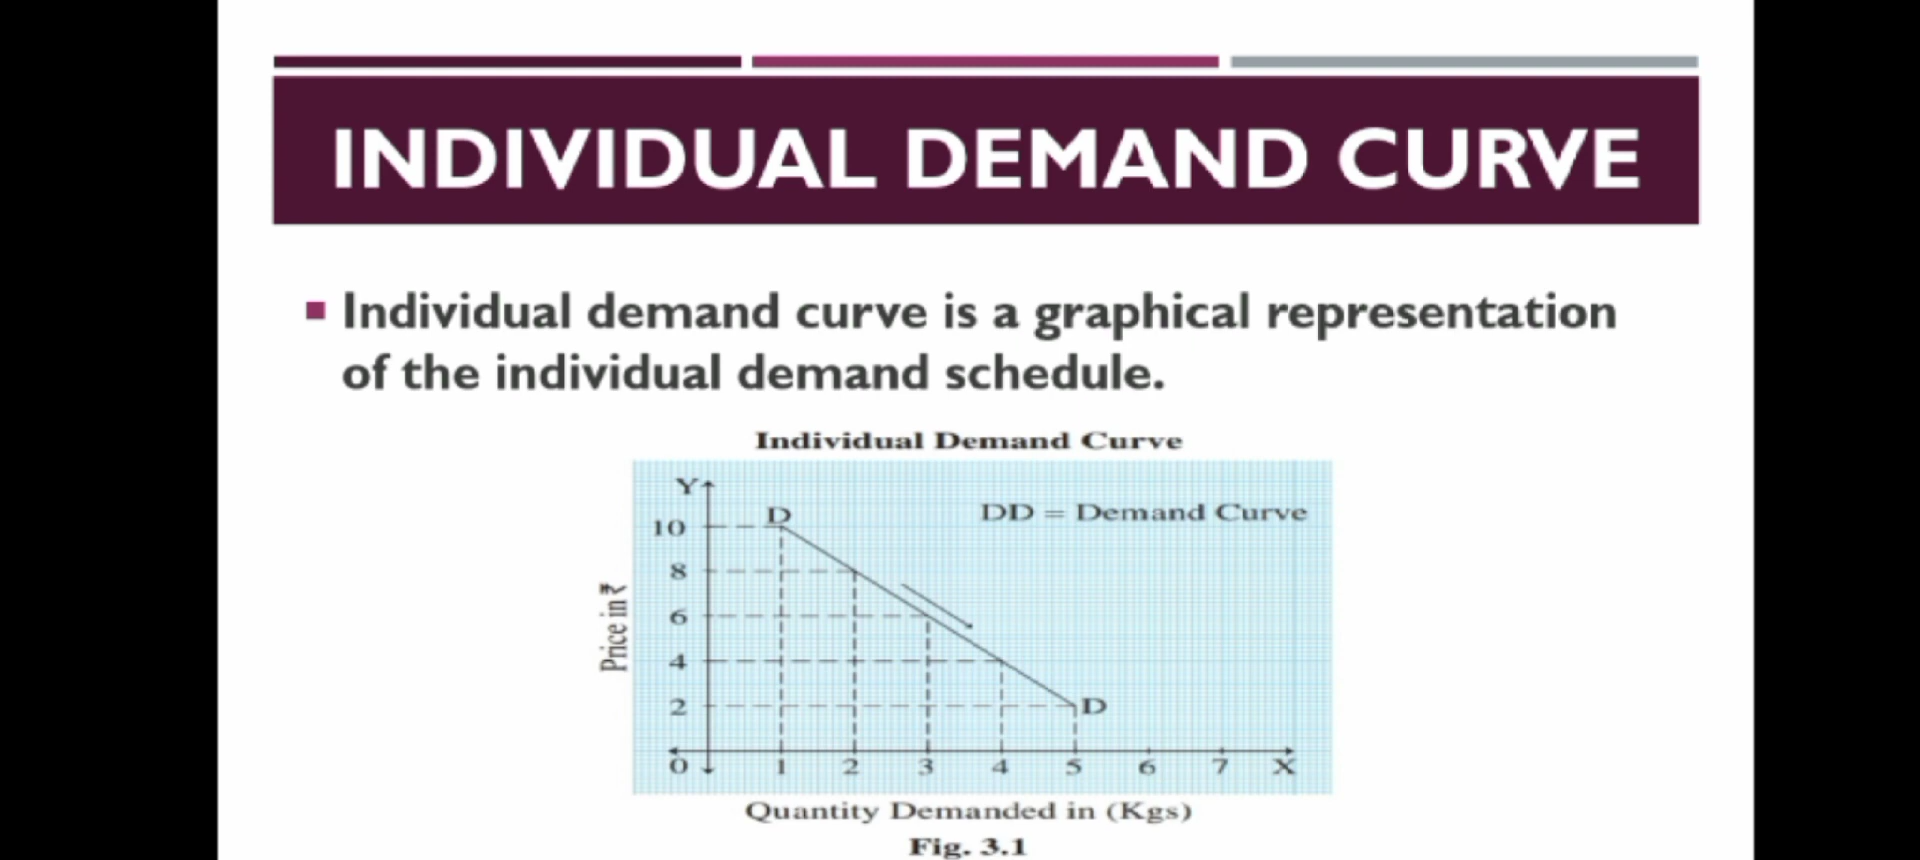 INDIVIDUAL DEMAND CURVE
Individual demand curve is a graphical representation
of the individual demand schedule.
Individual Demand Curve
Y
DD = Demand Curve
D
10
8
6
4
2
D
Price in ₹
0 1 2 3 4 5 6 7 X
Quantity Demanded in (Kgs)
Fig. 3.1